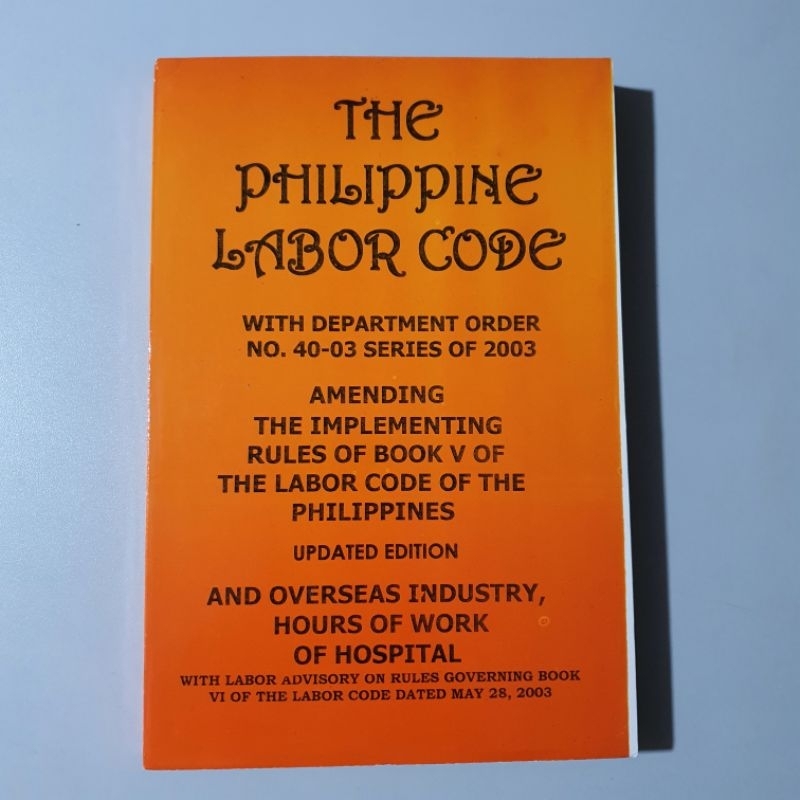 THE
PHILIPPINE
LABOR CODE
WITH DEPARTMENT ORDER
NO. 40-03 SERIES OF 2003
AMENDING
THE IMPLEMENTING
RULES OF BOOK V OF
THE LABOR CODE OF THE
PHILIPPINES
UPDATED EDITION
AND OVERSEAS INDUSTRY,
HOURS OF WORK
OF HOSPITAL
WITH LABOR ADVISORY ON RULES GOVERNING BOOK
VI OF THE LABOR CODE DATED MAY 28, 2003